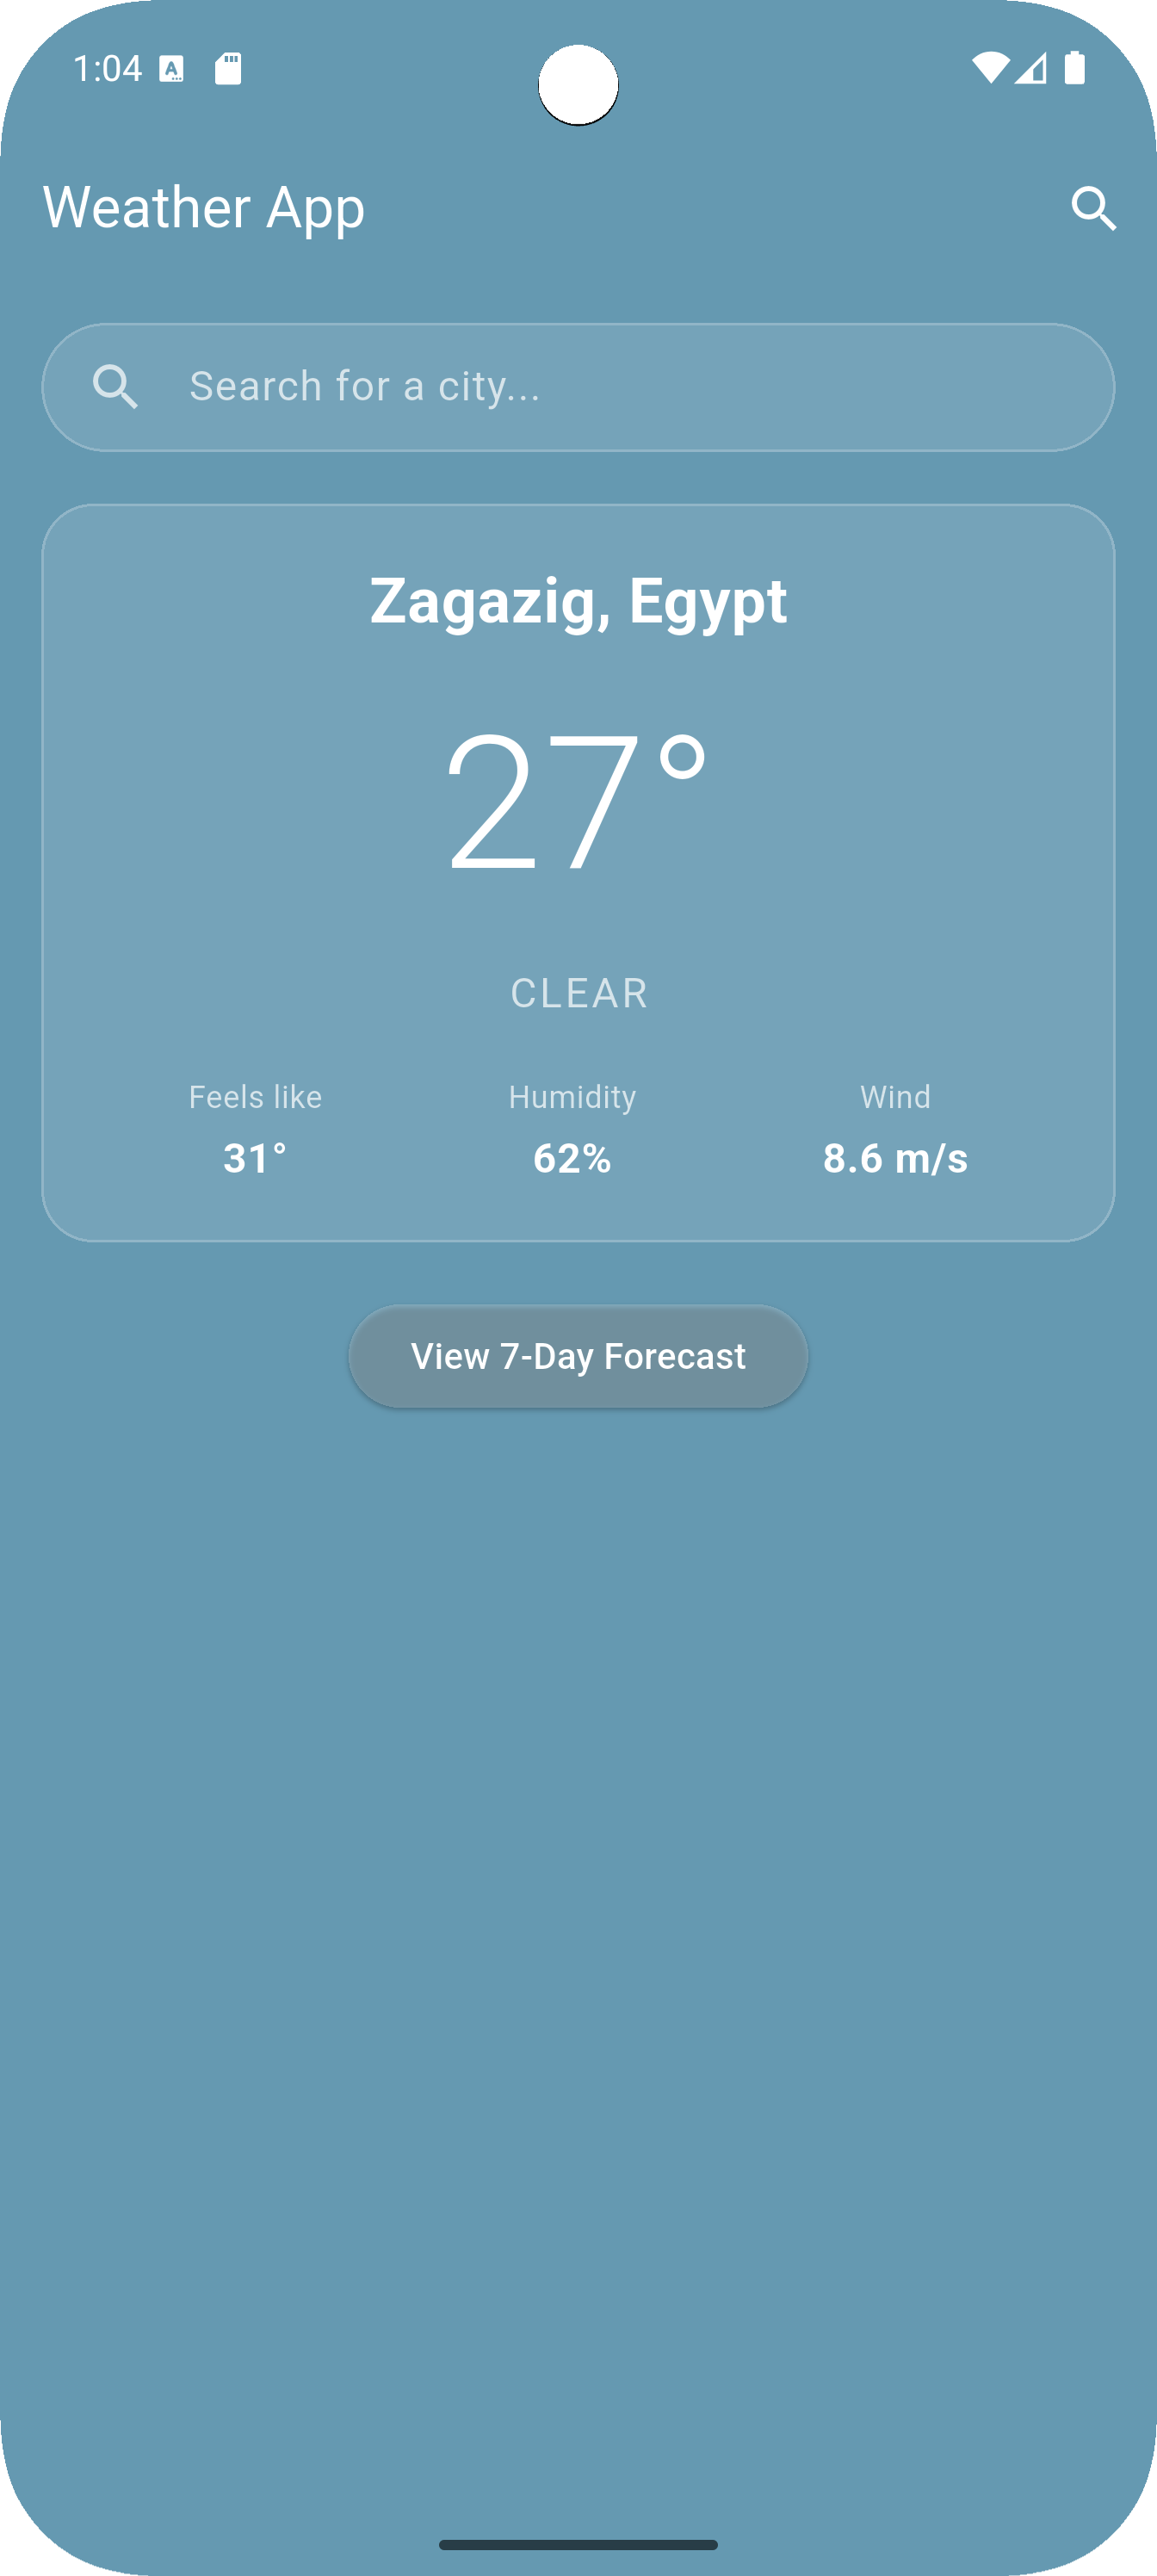 1:04
Weather App
Search for a city...
Zagazig, Egypt
27°
CLEAR
Feels like Humidity Wind
31° 62% 8.6 m/s
View 7-Day Forecast